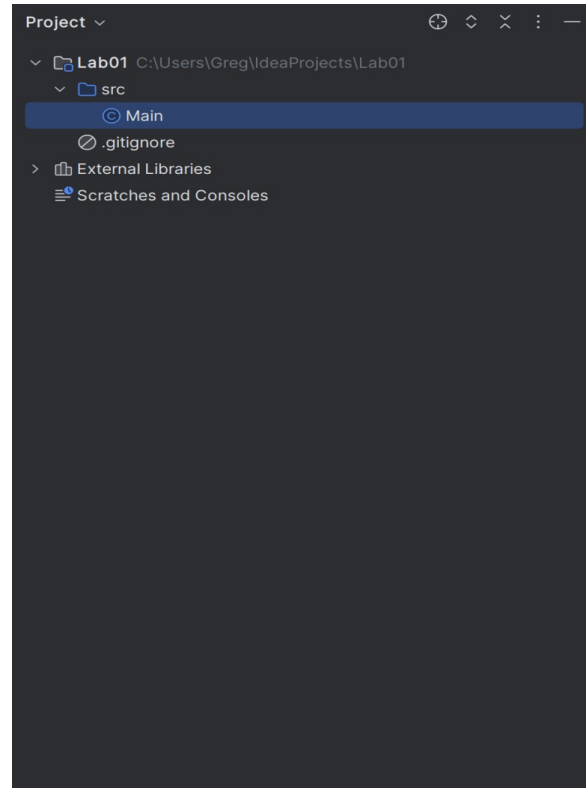 Project
Lab01 C:\Users\Greg\IdeaProjects\Lab01
src
Main
.gitignore
External Libraries
Scratches and Consoles